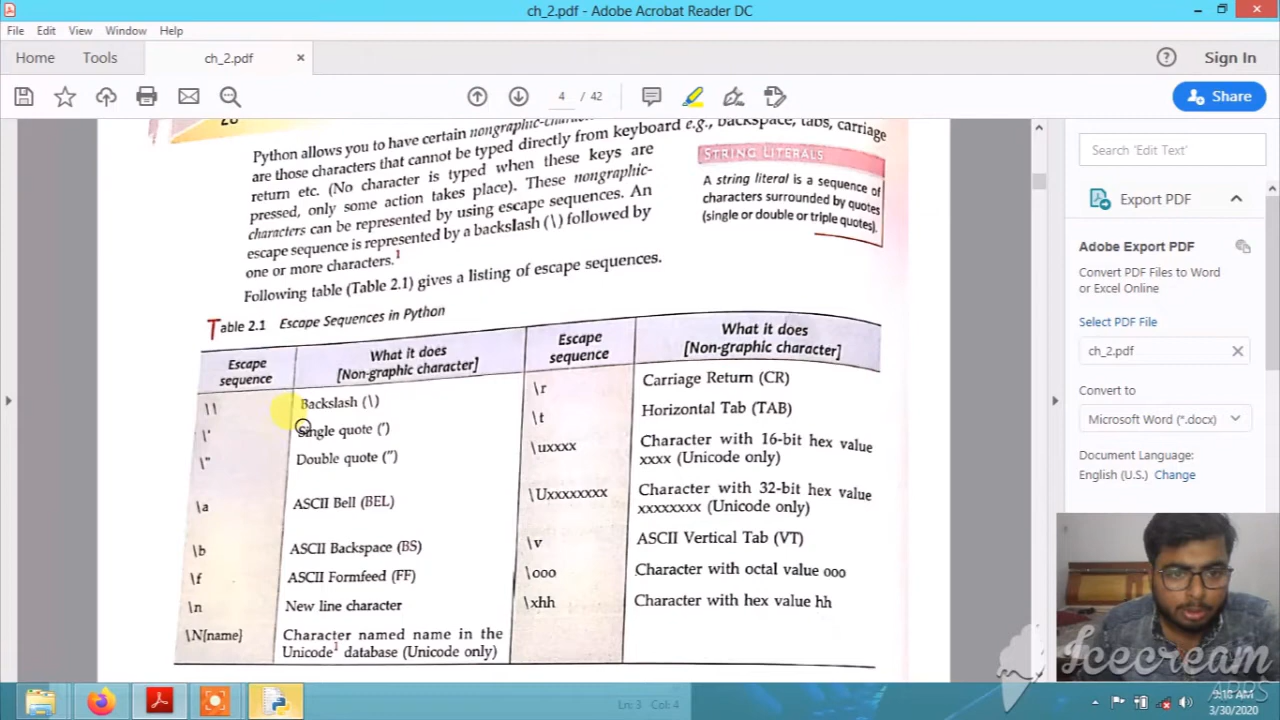 ch_2.pdf - Adobe Acrobat Reader DC
File Edit View Window Help
Home Tools ch_2.pdf × Sign In
4 / 42 Share
Python allows you to have certain nongraphic-
are those characters that cannot be typed directly from keyboard e.g., backspace, tabs, carriage
return etc. (No character is typed when these keys are
pressed, only some action takes place). These nongraphic-
characters can be represented by using escape sequences. An
escape sequence is represented by a backslash (\) followed by
one or more characters.1
STRING LITERALS
A string literal is a sequence of
characters surrounded by quotes
(single or double or triple quotes).
Following table (Table 2.1) gives a listing of escape sequences.
Table 2.1 Escape Sequences in Python
Escape
sequence
What it does
[Non-graphic character]
\\ Backslash (\)
\' Single quote (')
\" Double quote (")
\a ASCII Bell (BEL)
\b ASCII Backspace (BS)
\f ASCII Formfeed (FF)
\n New line character
\N{name} Character named name in the
Unicode1 database (Unicode only)
Escape
sequence
What it does
[Non-graphic character]
\r Carriage Return (CR)
\t Horizontal Tab (TAB)
\uxxxx Character with 16-bit hex value
xxxx (Unicode only)
\Uxxxxxxxx Character with 32-bit hex value
xxxxxxxx (Unicode only)
\v ASCII Vertical Tab (VT)
\ooo Character with octal value ooo
\xhh Character with hex value hh
Search 'Edit Text'
Export PDF
Adobe Export PDF
Convert PDF Files to Word
or Excel Online
Select PDF File
ch_2.pdf ×
Convert to
Microsoft Word (*.docx)
Document Language:
English (U.S.) Change
Icecream
APPS
Ln: 3 Col: 4
9:18 AM
3/30/2020